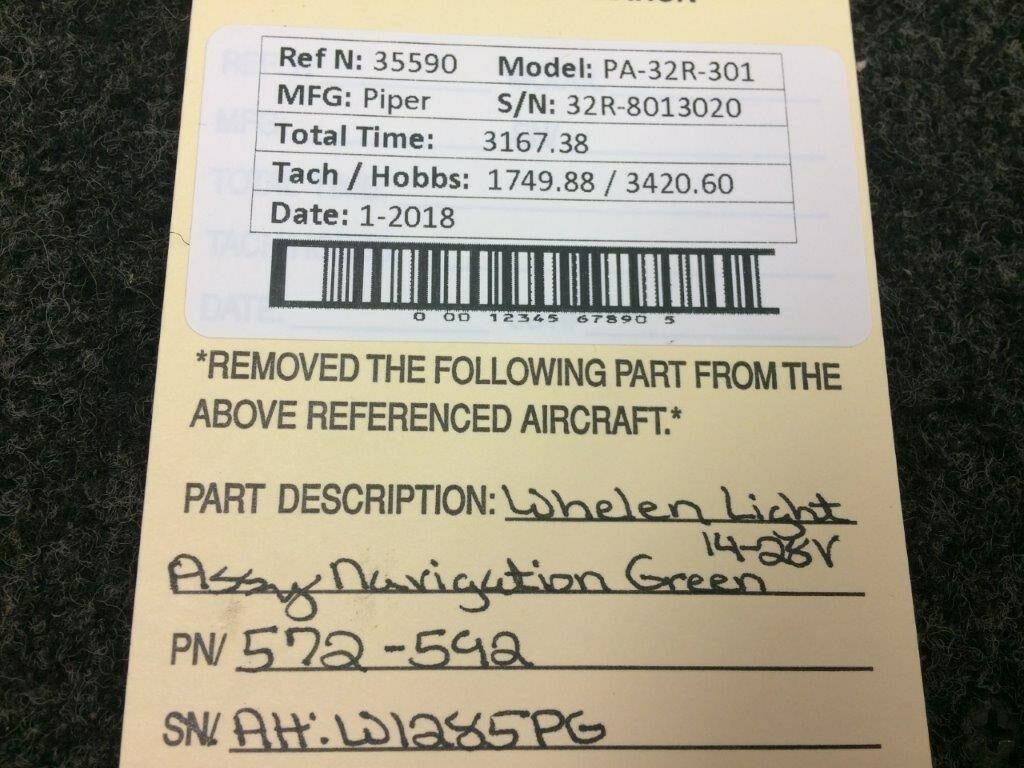 Ref N: 35590 Model: PA-32R-301
MFG: Piper S/N: 32R-8013020
Total Time: 3167.38
Tach / Hobbs: 1749.88 / 3420.60
Date: 1-2018
0 00 12345 67890 5
*REMOVED THE FOLLOWING PART FROM THE
ABOVE REFERENCED AIRCRAFT.*
PART DESCRIPTION: Whelen Light
14-28V
Assy Navigation Green
PN/ 572-592
SN/ AH: W1285PG